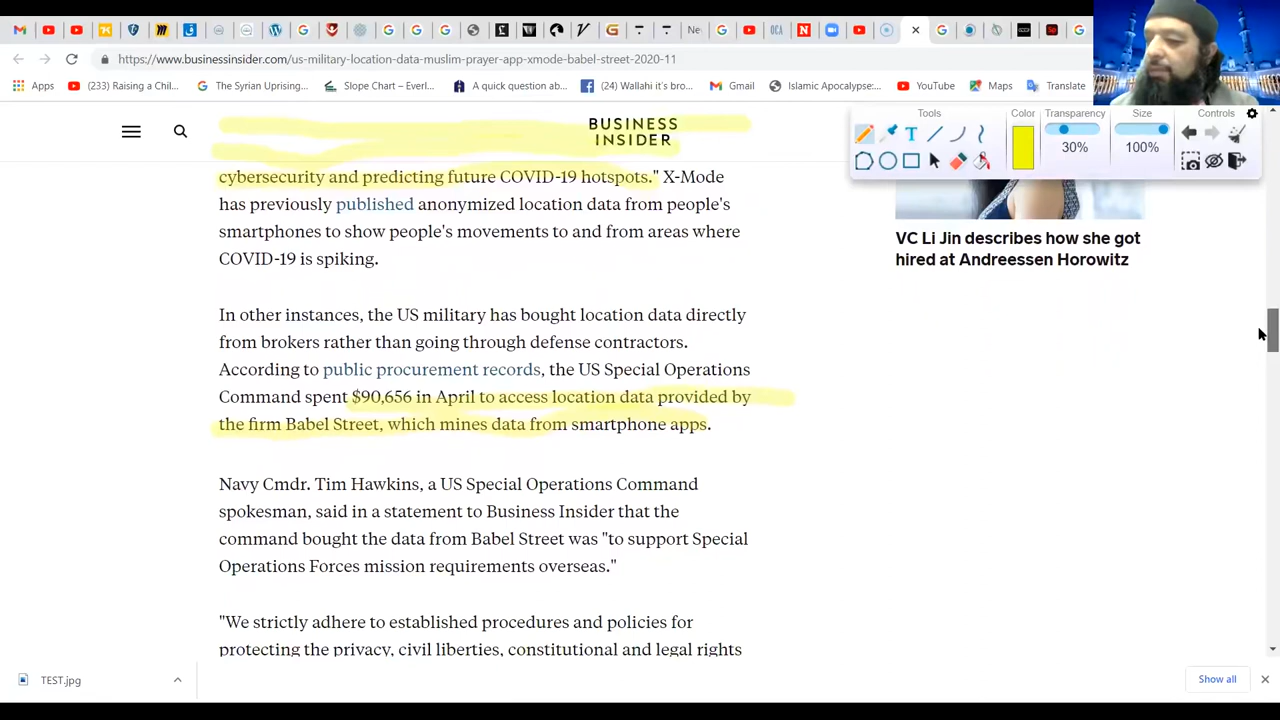 Ne
OCA
https://www.businessinsider.com/us-military-location-data-muslim-prayer-app-xmode-babel-street-2020-11
Apps
(233) Raising a Chil...
The Syrian Uprising...
Slope Chart – Everl...
A quick question ab...
(24) Wallahi it's bro...
Gmail
Islamic Apocalypse:...
YouTube
Maps
Translate
Tools
Color
Transparency
Size
Controls
30%
100%
BUSINESS
INSIDER
cybersecurity and predicting future COVID-19 hotspots." X-Mode
has previously published anonymized location data from people's
smartphones to show people's movements to and from areas where
COVID-19 is spiking.
In other instances, the US military has bought location data directly
from brokers rather than going through defense contractors.
According to public procurement records, the US Special Operations
Command spent $90,656 in April to access location data provided by
the firm Babel Street, which mines data from smartphone apps.
Navy Cmdr. Tim Hawkins, a US Special Operations Command
spokesman, said in a statement to Business Insider that the
command bought the data from Babel Street was "to support Special
Operations Forces mission requirements overseas."
"We strictly adhere to established procedures and policies for
protecting the privacy, civil liberties, constitutional and legal rights
VC Li Jin describes how she got
hired at Andreessen Horowitz
TEST.jpg
Show all